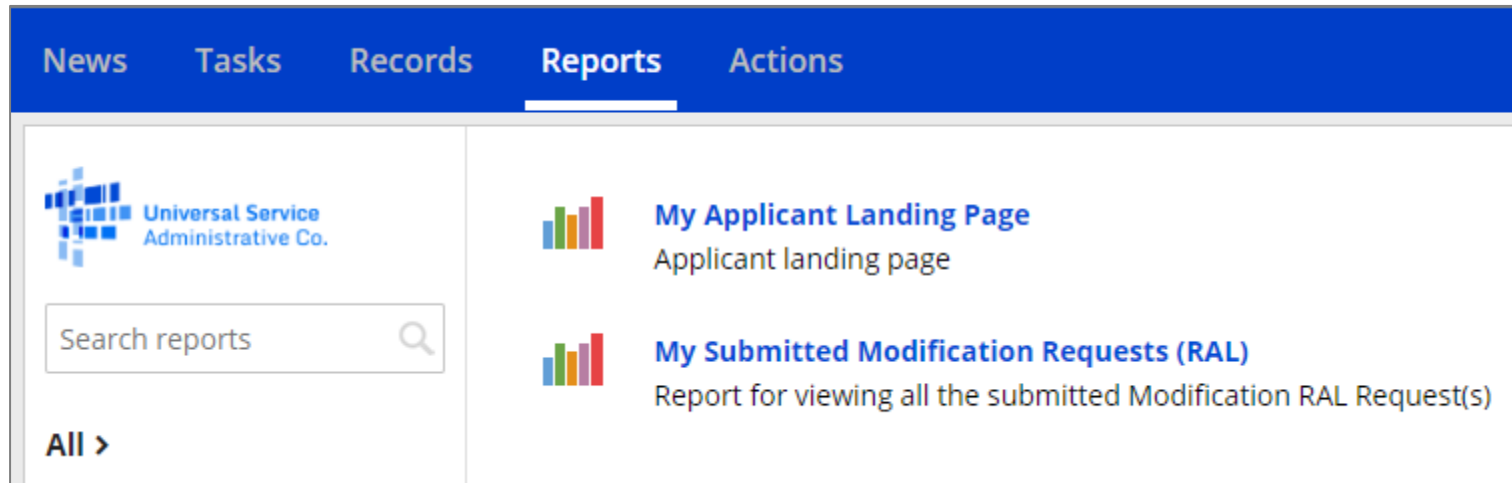 News Tasks Records Reports Actions
Universal Service
Administrative Co.
Search reports
All >
My Applicant Landing Page
Applicant landing page
My Submitted Modification Requests (RAL)
Report for viewing all the submitted Modification RAL Request(s)